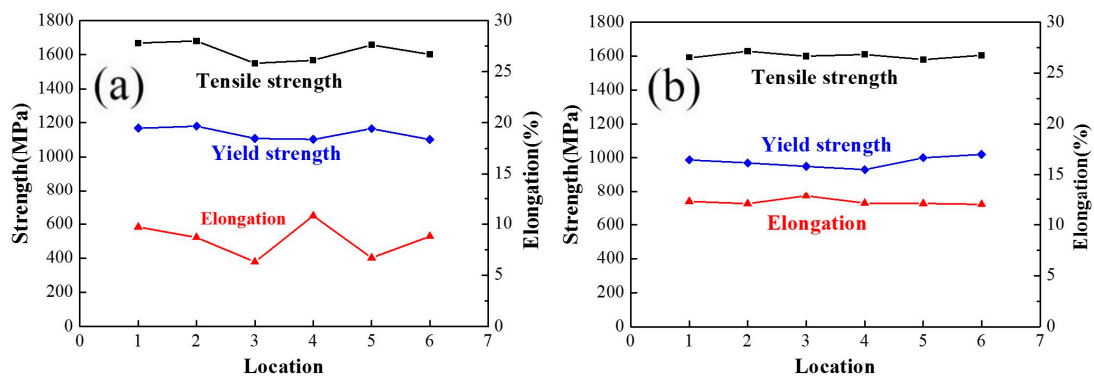 (a)
Strength(MPa)
1800
1600
1400
1200
1000
800
600
400
200
0
Tensile strength
Yield strength
Elongation
30
25
20
15
10
5
0
Elongation(%)
0 1 2 3 4 5 6 7
Location
(b)
Strength(MPa)
1800
1600
1400
1200
1000
800
600
400
200
0
Tensile strength
Yield strength
Elongation
30
25
20
15
10
5
0
Elongation(%)
0 1 2 3 4 5 6 7
Location